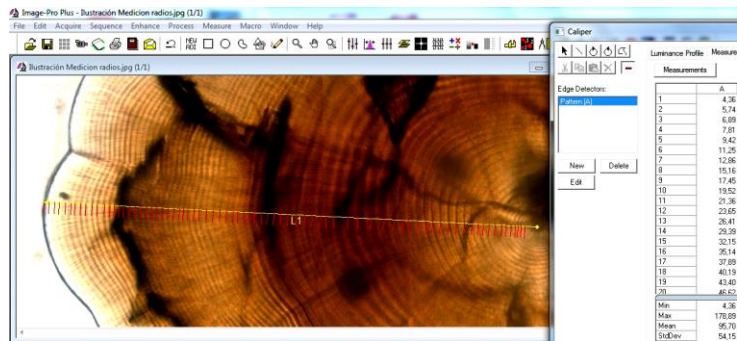 Image-Pro Plus - Ilustración Medicion radios.jpg (1/1)
File Edit Acquire Sequence Enhance Process Measure Macro Window Help
Ilustración Medicion radios.jpg (1/1)
L1
Caliper
Edge Detectors:
Pattern (A)
New Delete
Edit
Luminance Profile Measure
Measurements
A
1 4,36
2 5,74
3 6,89
4 7,81
5 9,42
6 11,25
7 12,86
8 15,16
9 17,45
10 19,52
11 21,36
12 23,65
13 26,41
14 29,39
15 32,15
16 35,14
17 37,89
18 40,19
19 43,40
20 46,62
Min 4,36
Max 178,89
Mean 95,70
StdDev 54,15